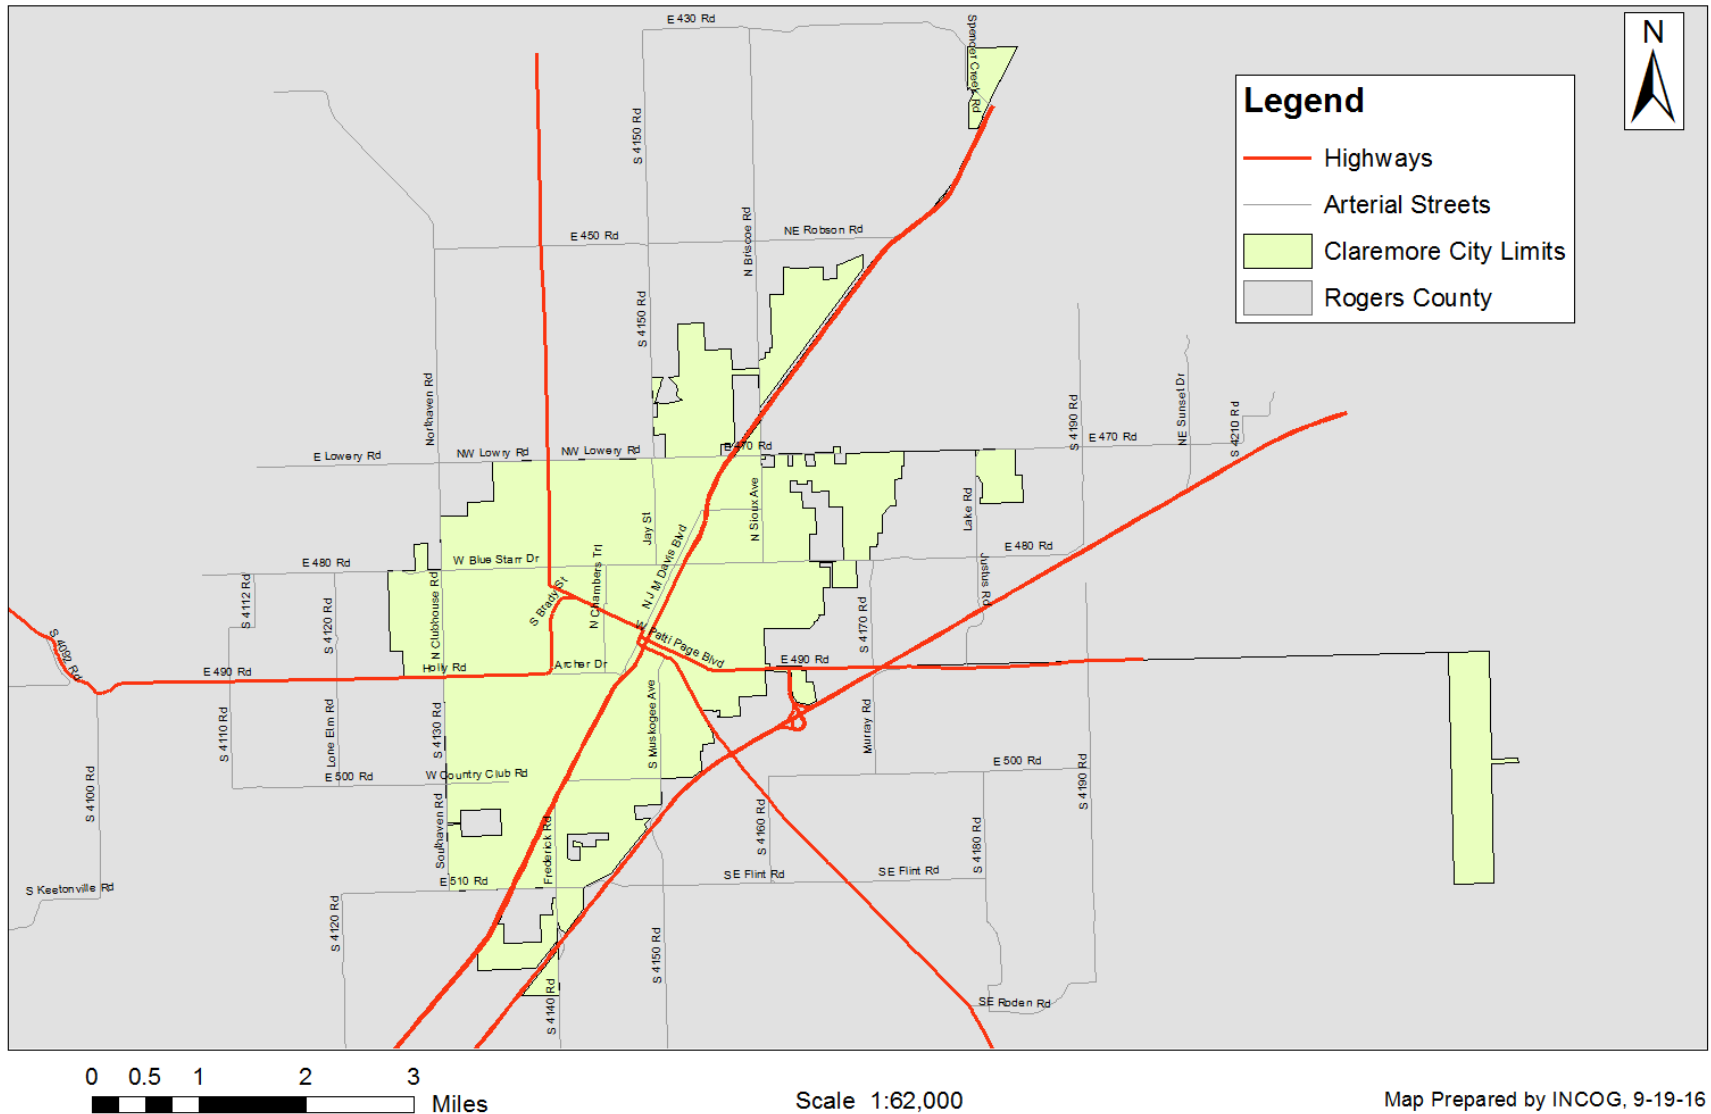 E 430 Rd
Spencer Creek Rd
N
Legend
Highways
Arterial Streets
Claremore City Limits
Rogers County
S 4150 Rd
N Briscoe Rd
E 450 Rd
NE Robson Rd
S 4150 Rd
Northaven Rd
S 4190 Rd
NE Sunset Dr
S 4210 Rd
E 470 Rd
E 470 Rd
E Lowery Rd
NW Lowry Rd
NW Lowery Rd
Jay St
N Sioux Ave
Lake Rd
N J M Davis Blvd
E 480 Rd
W Blue Starr Dr
E 480 Rd
S 4112 Rd
S 4120 Rd
N Clubhouse Rd
S Brady St
N Chambers Trl
S 4170 Rd
Justus Rd
S 4092 Rd
W Patti Page Blvd
E 490 Rd
Holly Rd
Archer Dr
E 490 Rd
S 4110 Rd
Lone Elm Rd
S 4130 Rd
S Muskogee Ave
Murray Rd
E 500 Rd
W Country Club Rd
E 500 Rd
S 4190 Rd
S 4100 Rd
Southaven Rd
Frederick Rd
S 4160 Rd
S 4180 Rd
S Keetonville Rd
E 510 Rd
SE Flint Rd
SE Flint Rd
S 4120 Rd
S 4150 Rd
S 4140 Rd
SE Roden Rd
0 0.5 1 2 3
Miles
Scale 1:62,000
Map Prepared by INCOG, 9-19-16